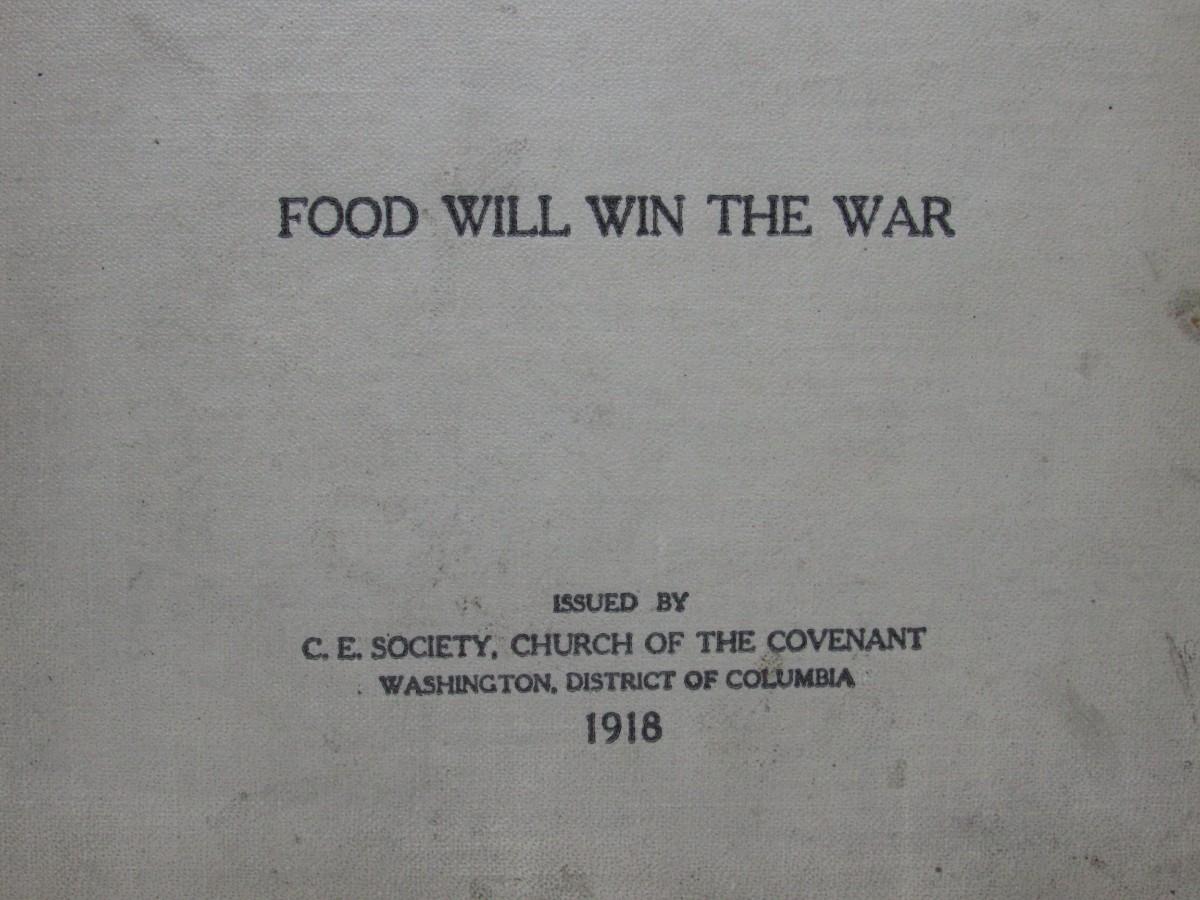 FOOD WILL WIN THE WAR
ISSUED BY
C. E. SOCIETY, CHURCH OF THE COVENANT
WASHINGTON, DISTRICT OF COLUMBIA
1918